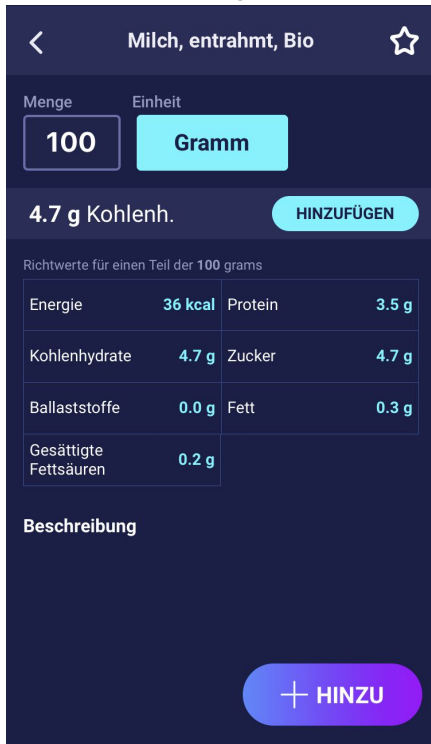 Milch, entrahmt, Bio
Menge Einheit
100 Gramm
4.7 g Kohlenh. HINZUFÜGEN
Richtwerte für einen Teil der 100 grams
Energie 36 kcal Protein 3.5 g
Kohlenhydrate 4.7 g Zucker 4.7 g
Ballaststoffe 0.0 g Fett 0.3 g
Gesättigte
Fettsäuren 0.2 g
Beschreibung
+ HINZU